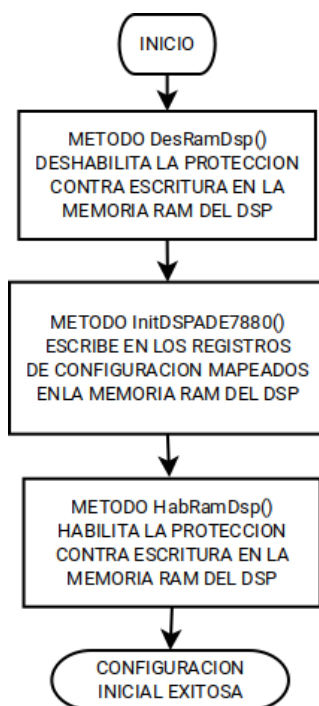 INICIO
METODO DesRamDsp()
DESHABILITA LA PROTECCION
CONTRA ESCRITURA EN LA
MEMORIA RAM DEL DSP
METODO InitDSPADE7880()
ESCRIBE EN LOS REGISTROS
DE CONFIGURACION MAPEADOS
ENLA MEMORIA RAM DEL DSP
METODO HabRamDsp()
HABILITA LA PROTECCION
CONTRA ESCRITURA EN LA
MEMORIA RAM DEL DSP
CONFIGURACION
INICIAL EXITOSA